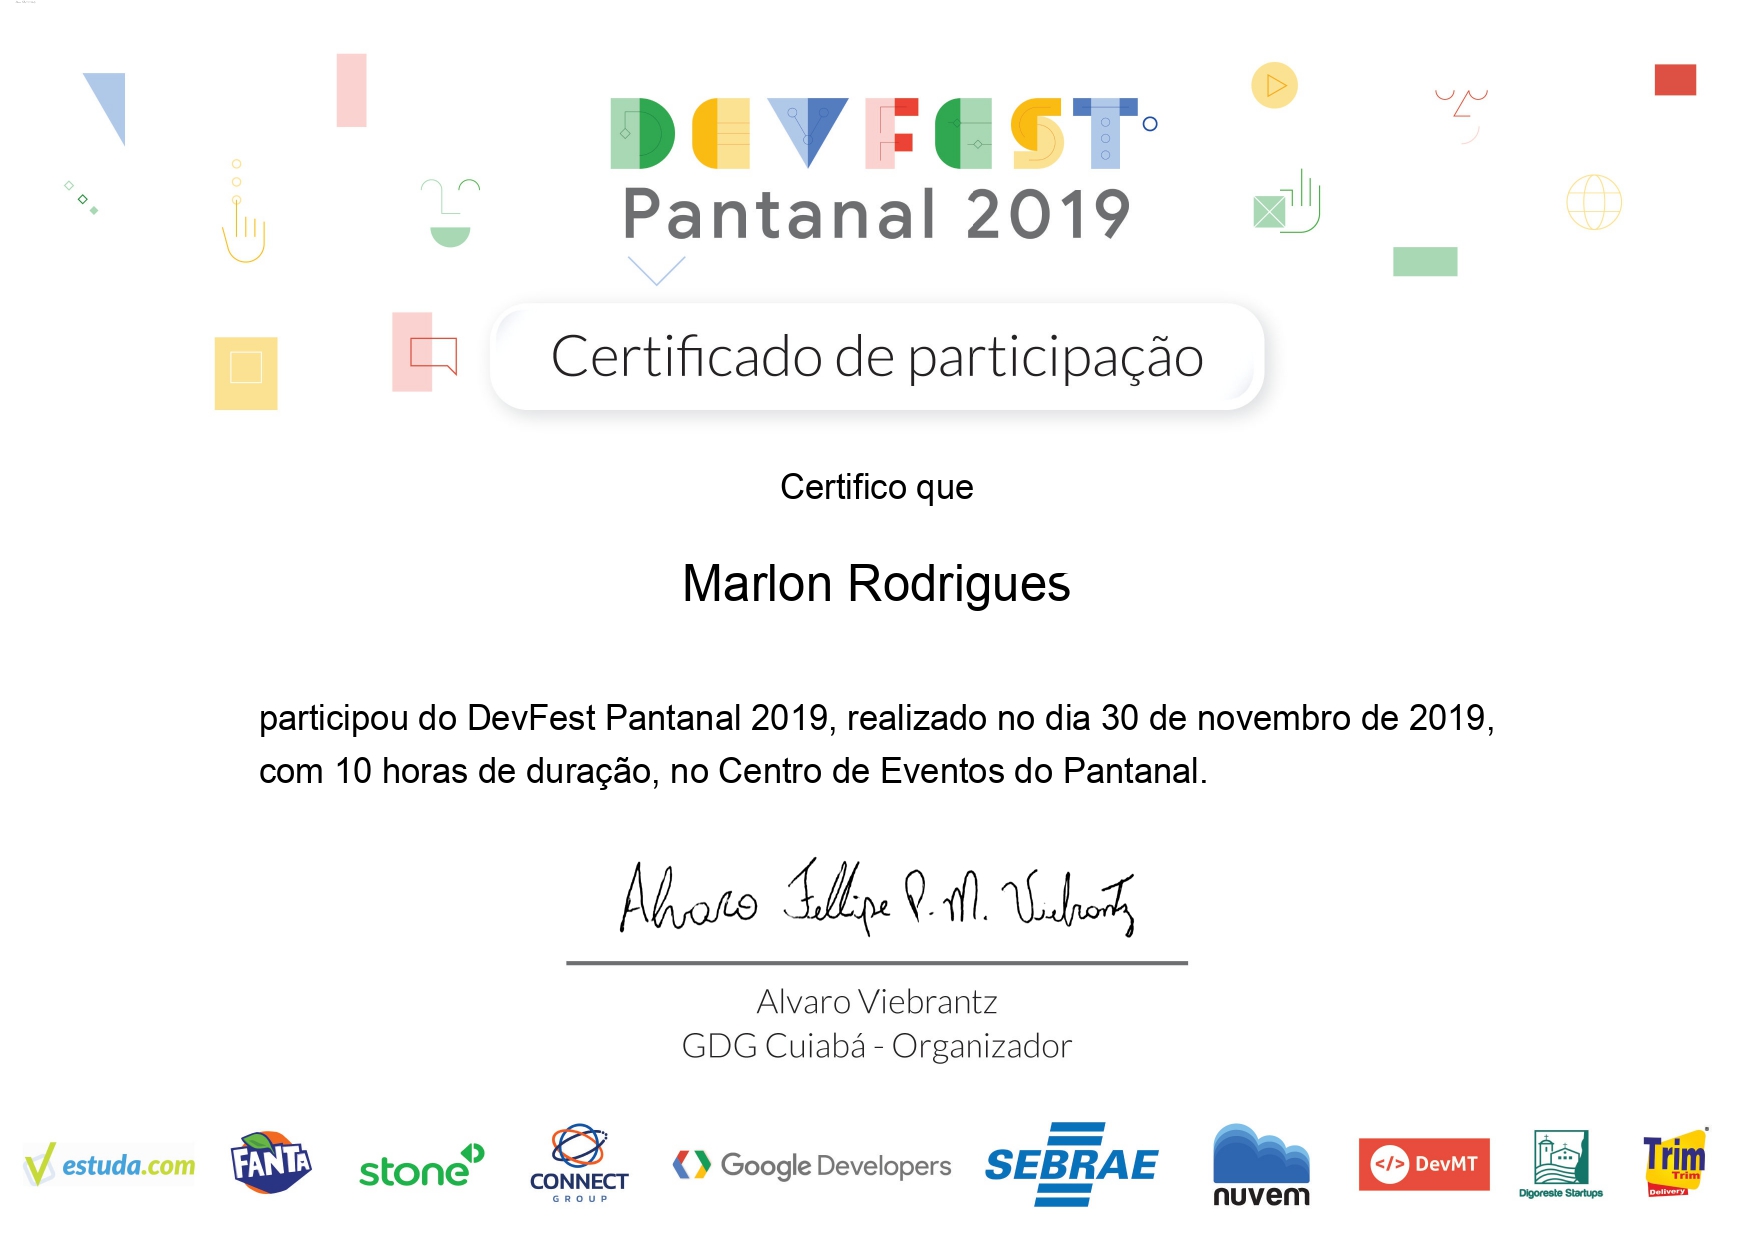 DEVFEST
Pantanal 2019
Certificado de participação
Certifico que
Marlon Rodrigues
participou do DevFest Pantanal 2019, realizado no dia 30 de novembro de 2019,
com 10 horas de duração, no Centro de Eventos do Pantanal.
Alvaro Fellipe P. M. Viebrantz
Alvaro Viebrantz
GDG Cuiabá - Organizador
estuda.com
FANTA
stone
CONNECT
GROUP
Google Developers
SEBRAE
nuvem
</> DevMT
Digoreste Startups
Trim
Trim
Delivery